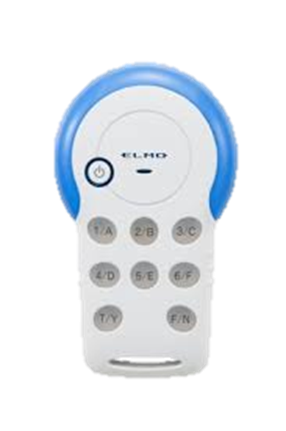 ELMO
1/A 2/B 3/C
4/D 5/E 6/F
T/Y F/N